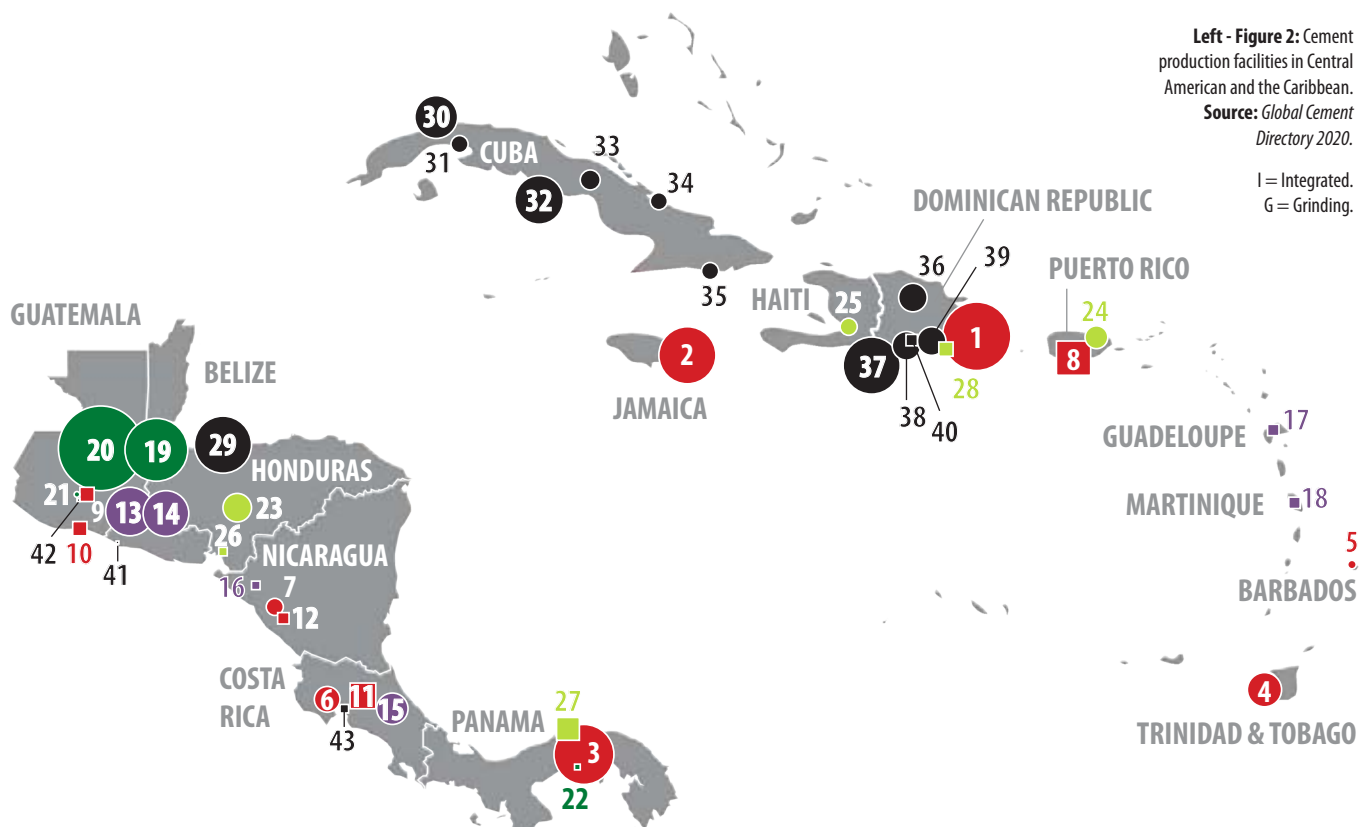 Left - Figure 2: Cement
production facilities in Central
American and the Caribbean.
Source: Global Cement
Directory 2020.
I = Integrated.
G = Grinding.
30
31
CUBA
33
32
34
35
DOMINICAN REPUBLIC
36
39
HAITI
25
PUERTO RICO
24
1
8
37
28
38
40
2
JAMAICA
GUATEMALA
BELIZE
20
19
29
HONDURAS
21
9
13
14
23
42
10
41
26
NICARAGUA
16
7
12
COSTA
RICA
6
11
15
43
PANAMA
27
3
22
GUADELOUPE
17
MARTINIQUE
18
5
BARBADOS
4
TRINIDAD & TOBAGO